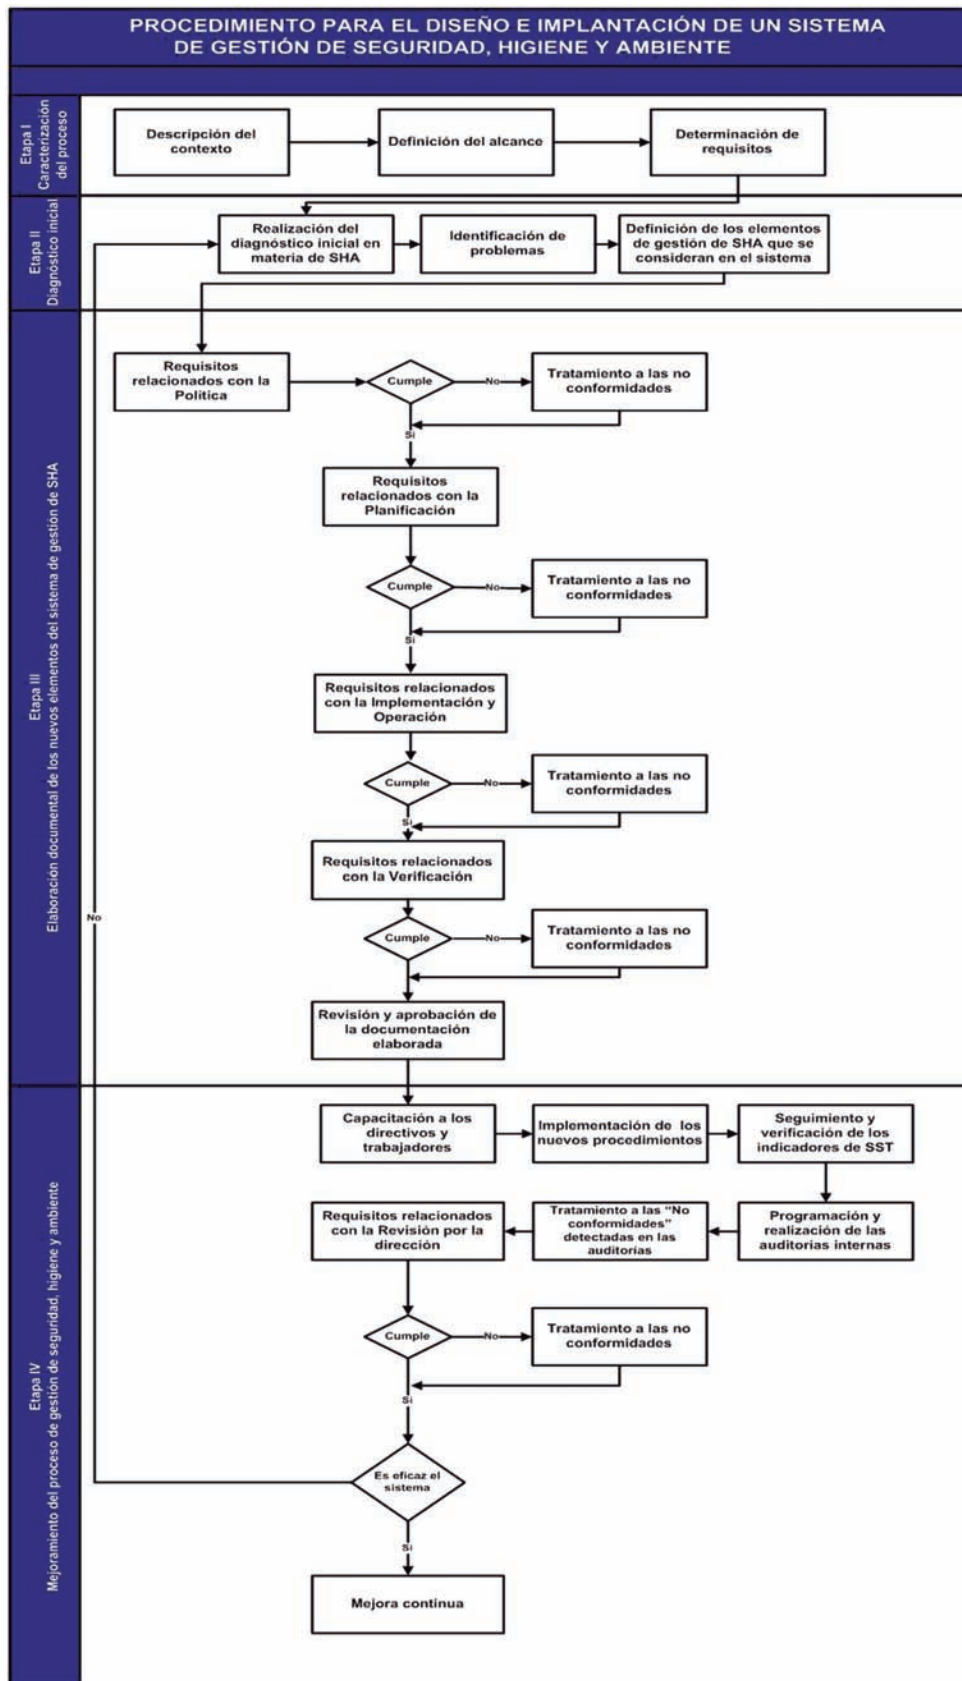 PROCEDIMIENTO PARA EL DISEÑO E IMPLANTACIÓN DE UN SISTEMA
DE GESTIÓN DE SEGURIDAD, HIGIENE Y AMBIENTE
Etapa I
Caracterización
del proceso
Descripción del
contexto
Definición del alcance
Determinación de
requisitos
Etapa II
Diagnóstico inicial
Realización del
diagnóstico inicial en
materia de SHA
Identificación de
problemas
Definición de los elementos
de gestión de SHA que se
consideran en el sistema
Etapa III
Elaboración documental de los nuevos elementos del sistema de gestión de SHA
Requisitos
relacionados con la
Política
Cumple
No
Tratamiento a las no
conformidades
Si
Requisitos
relacionados con la
Planificación
Cumple
No
Tratamiento a las no
conformidades
Si
Requisitos relacionados
con la Implementación y
Operación
Cumple
No
Tratamiento a las no
conformidades
Si
Requisitos relacionados
con la Verificación
No
Cumple
No
Tratamiento a las no
conformidades
Revisión y aprobación de
la documentación
elaborada
Etapa IV
Mejoramiento del proceso de gestión de seguridad, higiene y ambiente
Capacitación a los
directivos y
trabajadores
Implementación de los
nuevos procedimientos
Seguimiento y
verificación de los
indicadores de SST
Requisitos relacionados
con la Revisión por la
dirección
Tratamiento a las “No
conformidades”
detectadas en las
auditorías
Programación y
realización de las
auditorias internas
Cumple
No
Tratamiento a las no
conformidades
Si
Es eficaz el
sistema
Si
Mejora continua